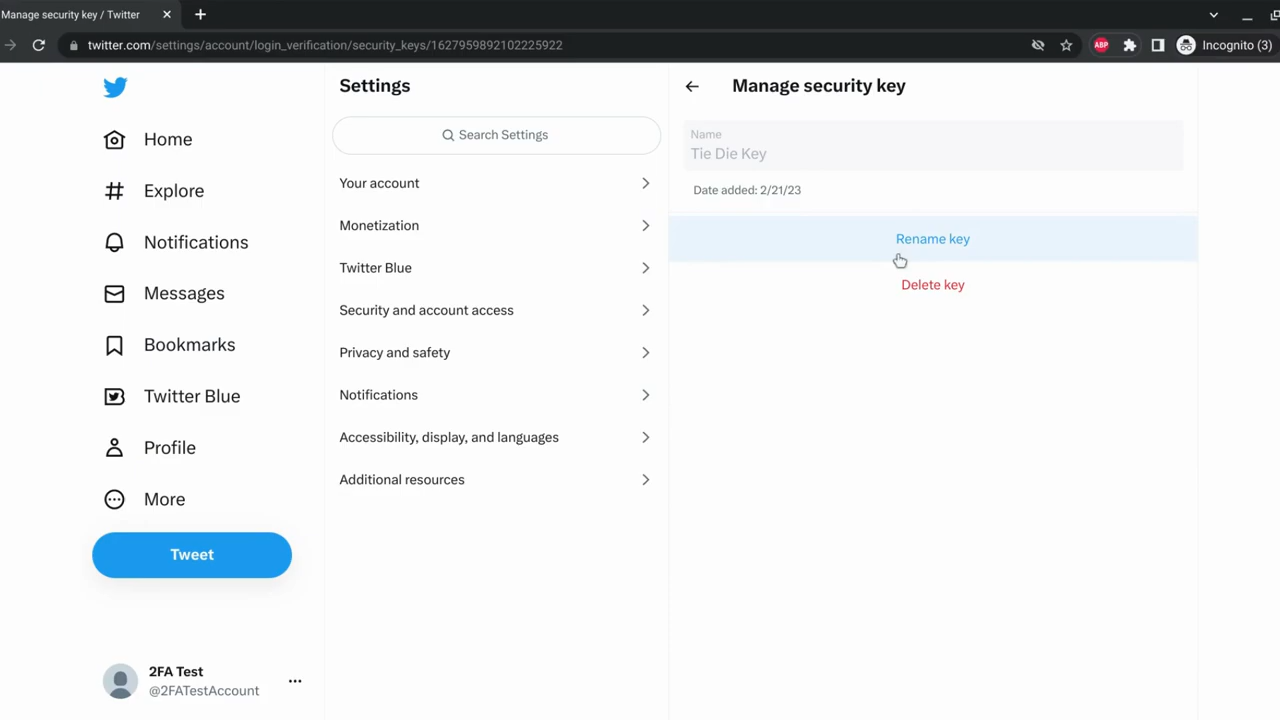 Manage security key / Twitter
twitter.com/settings/account/login_verification/security_keys/1627959892102225922
ABP
Incognito (3)
Home
Explore
Notifications
Messages
Bookmarks
Twitter Blue
Profile
More
Tweet
2FA Test
@2FATestAccount
Settings
Search Settings
Your account
Monetization
Twitter Blue
Security and account access
Privacy and safety
Notifications
Accessibility, display, and languages
Additional resources
Manage security key
Name
Tie Die Key
Date added: 2/21/23
Rename key
Delete key